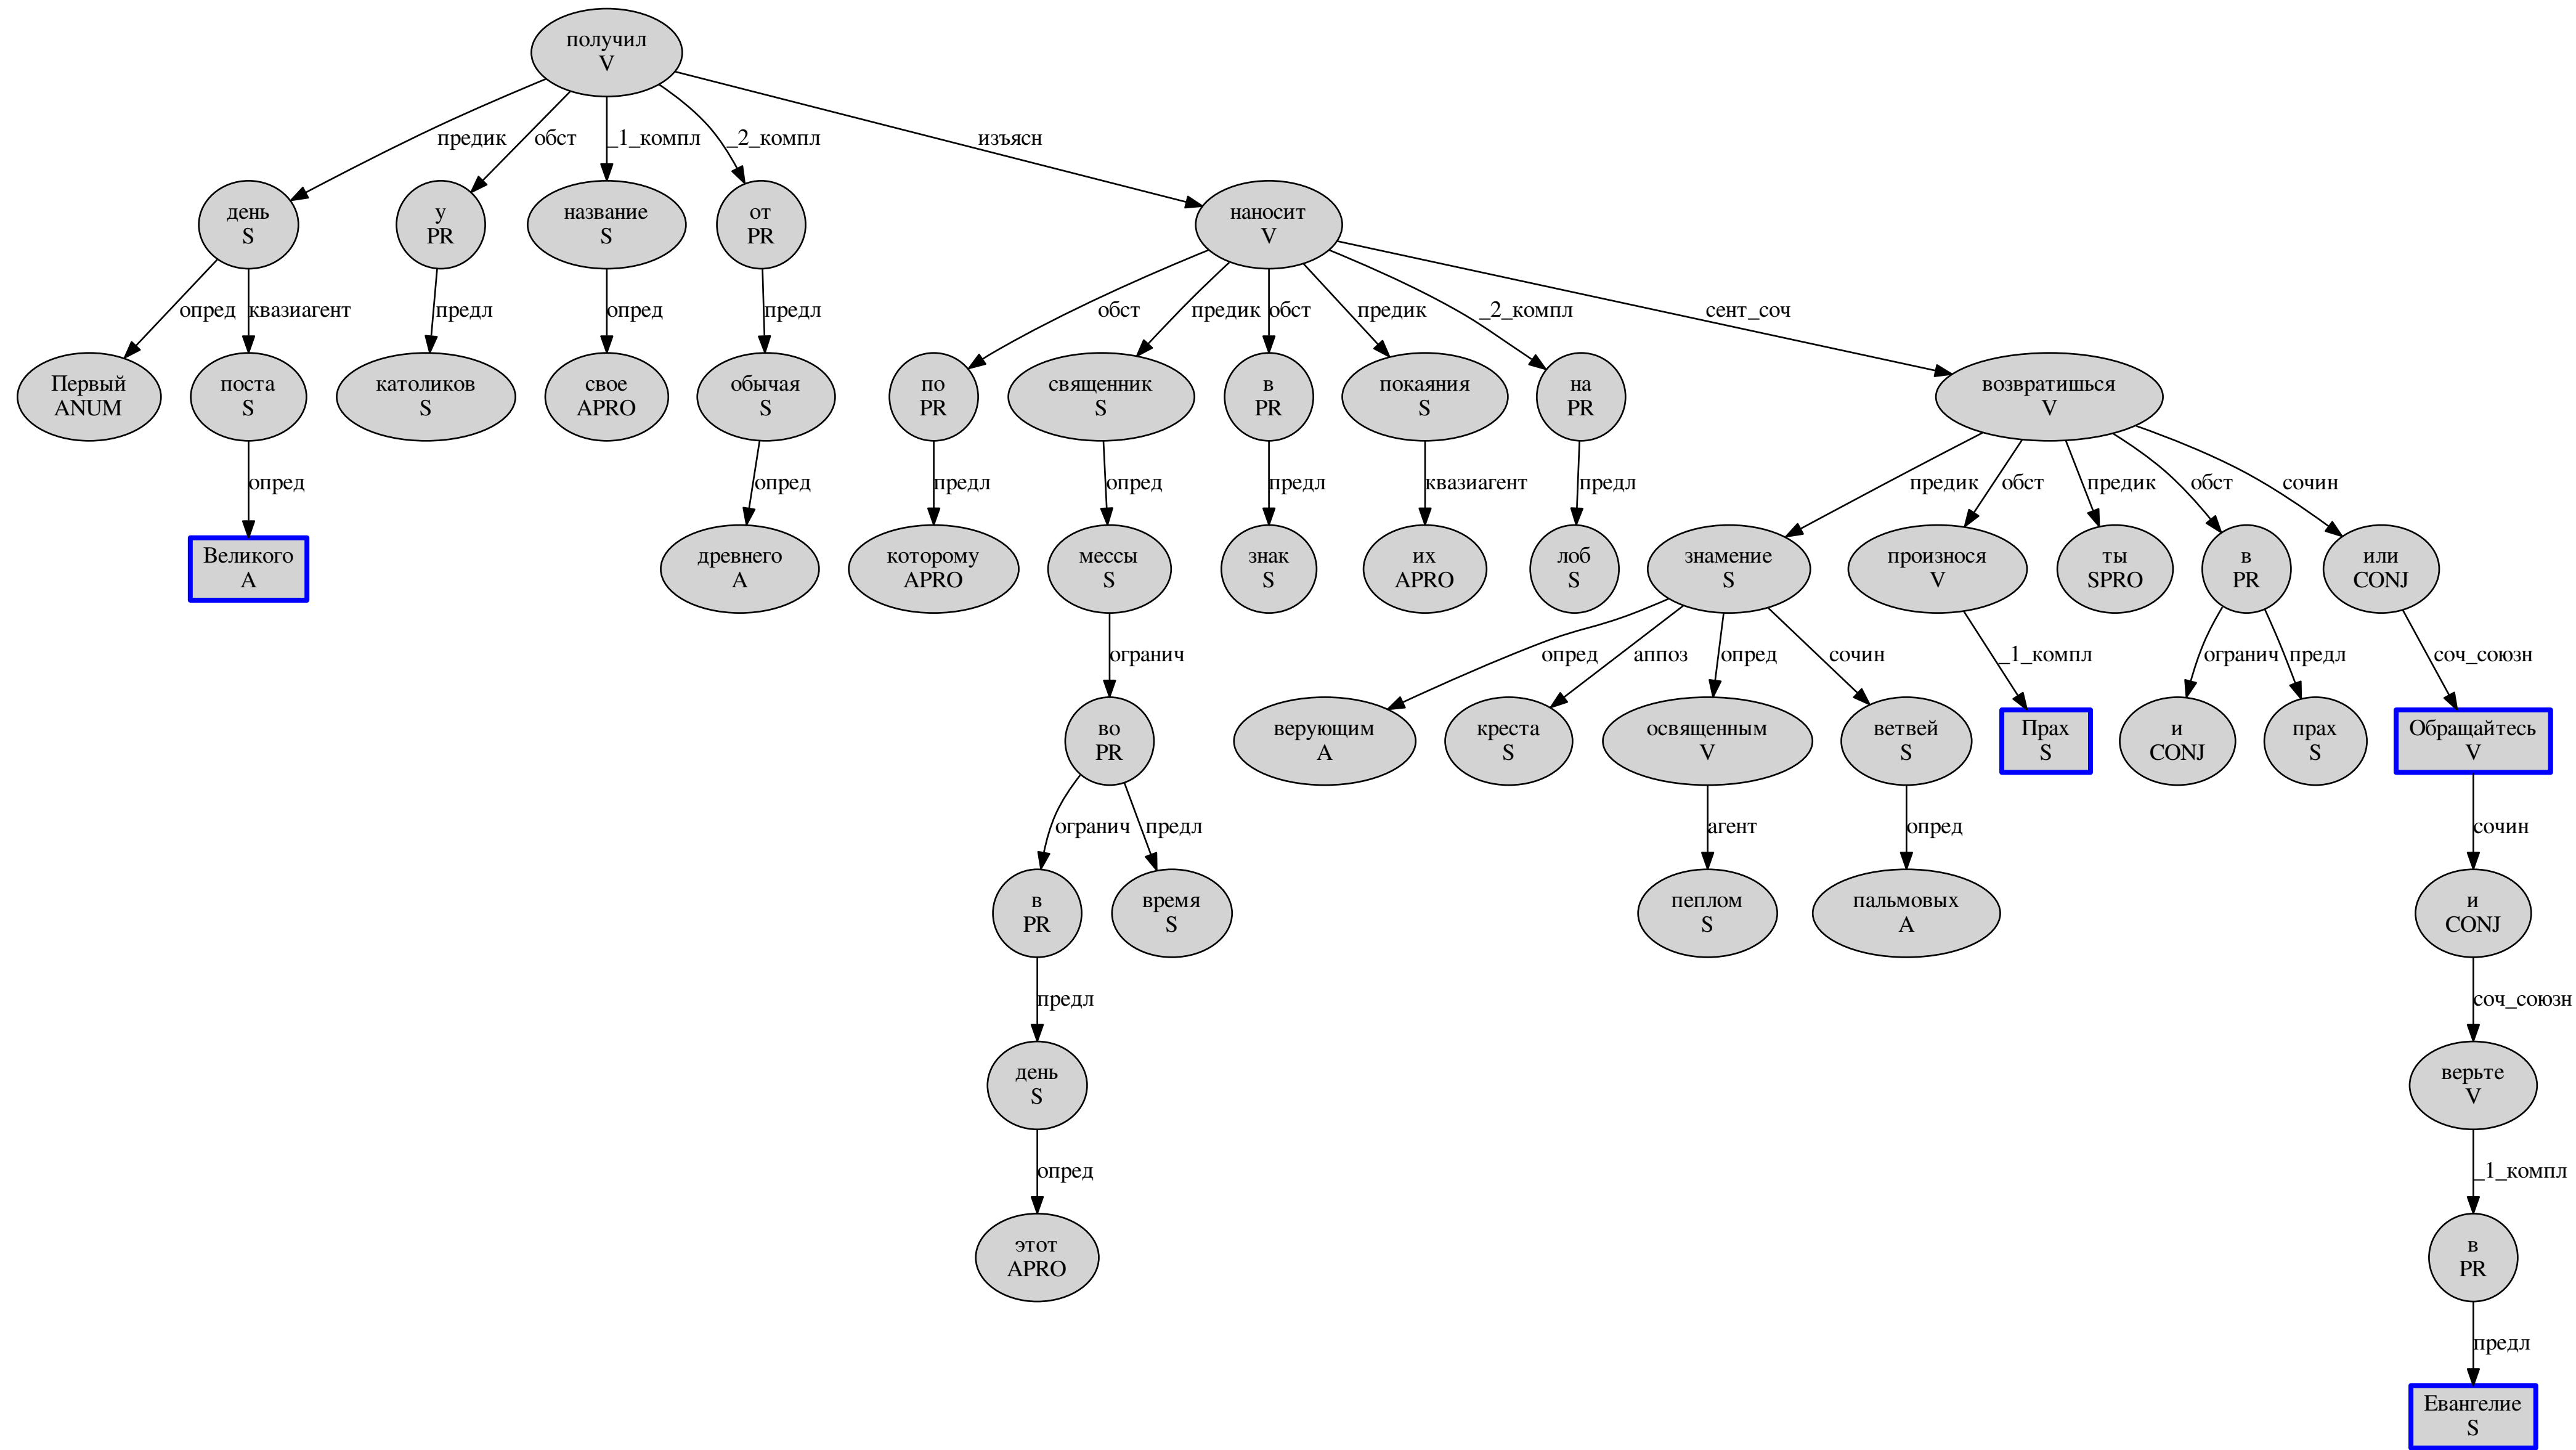 получил
V
предик
обст
_1_компл
_2_компл
изъясн
день
S
у
PR
название
S
от
PR
наносит
V
опред
квазиагент
предл
опред
предл
обст
предик
обст
предик
_2_компл
сент_соч
Первый
ANUM
поста
S
католиков
S
свое
APRO
обычая
S
по
PR
священник
S
в
PR
покаяния
S
на
PR
возвратишься
V
опред
опред
предл
опред
предл
квазиагент
предл
предик
обст
предик
обст
сочин
Великого
A
древнего
A
которому
APRO
мессы
S
знак
S
их
APRO
лоб
S
знамение
S
произнося
V
ты
SPRO
в
PR
или
CONJ
огранич
опред
аппоз
опред
сочин
_1_компл
огранич
предл
соч_союзн
во
PR
верующим
A
креста
S
освященным
V
ветвей
S
Прах
S
и
CONJ
прах
S
Обращайтесь
V
огранич
предл
агент
опред
сочин
в
PR
время
S
пеплом
S
пальмовых
A
и
CONJ
предл
соч_союзн
день
S
верьте
V
опред
_1_компл
этот
APRO
в
PR
предл
Евангелие
S